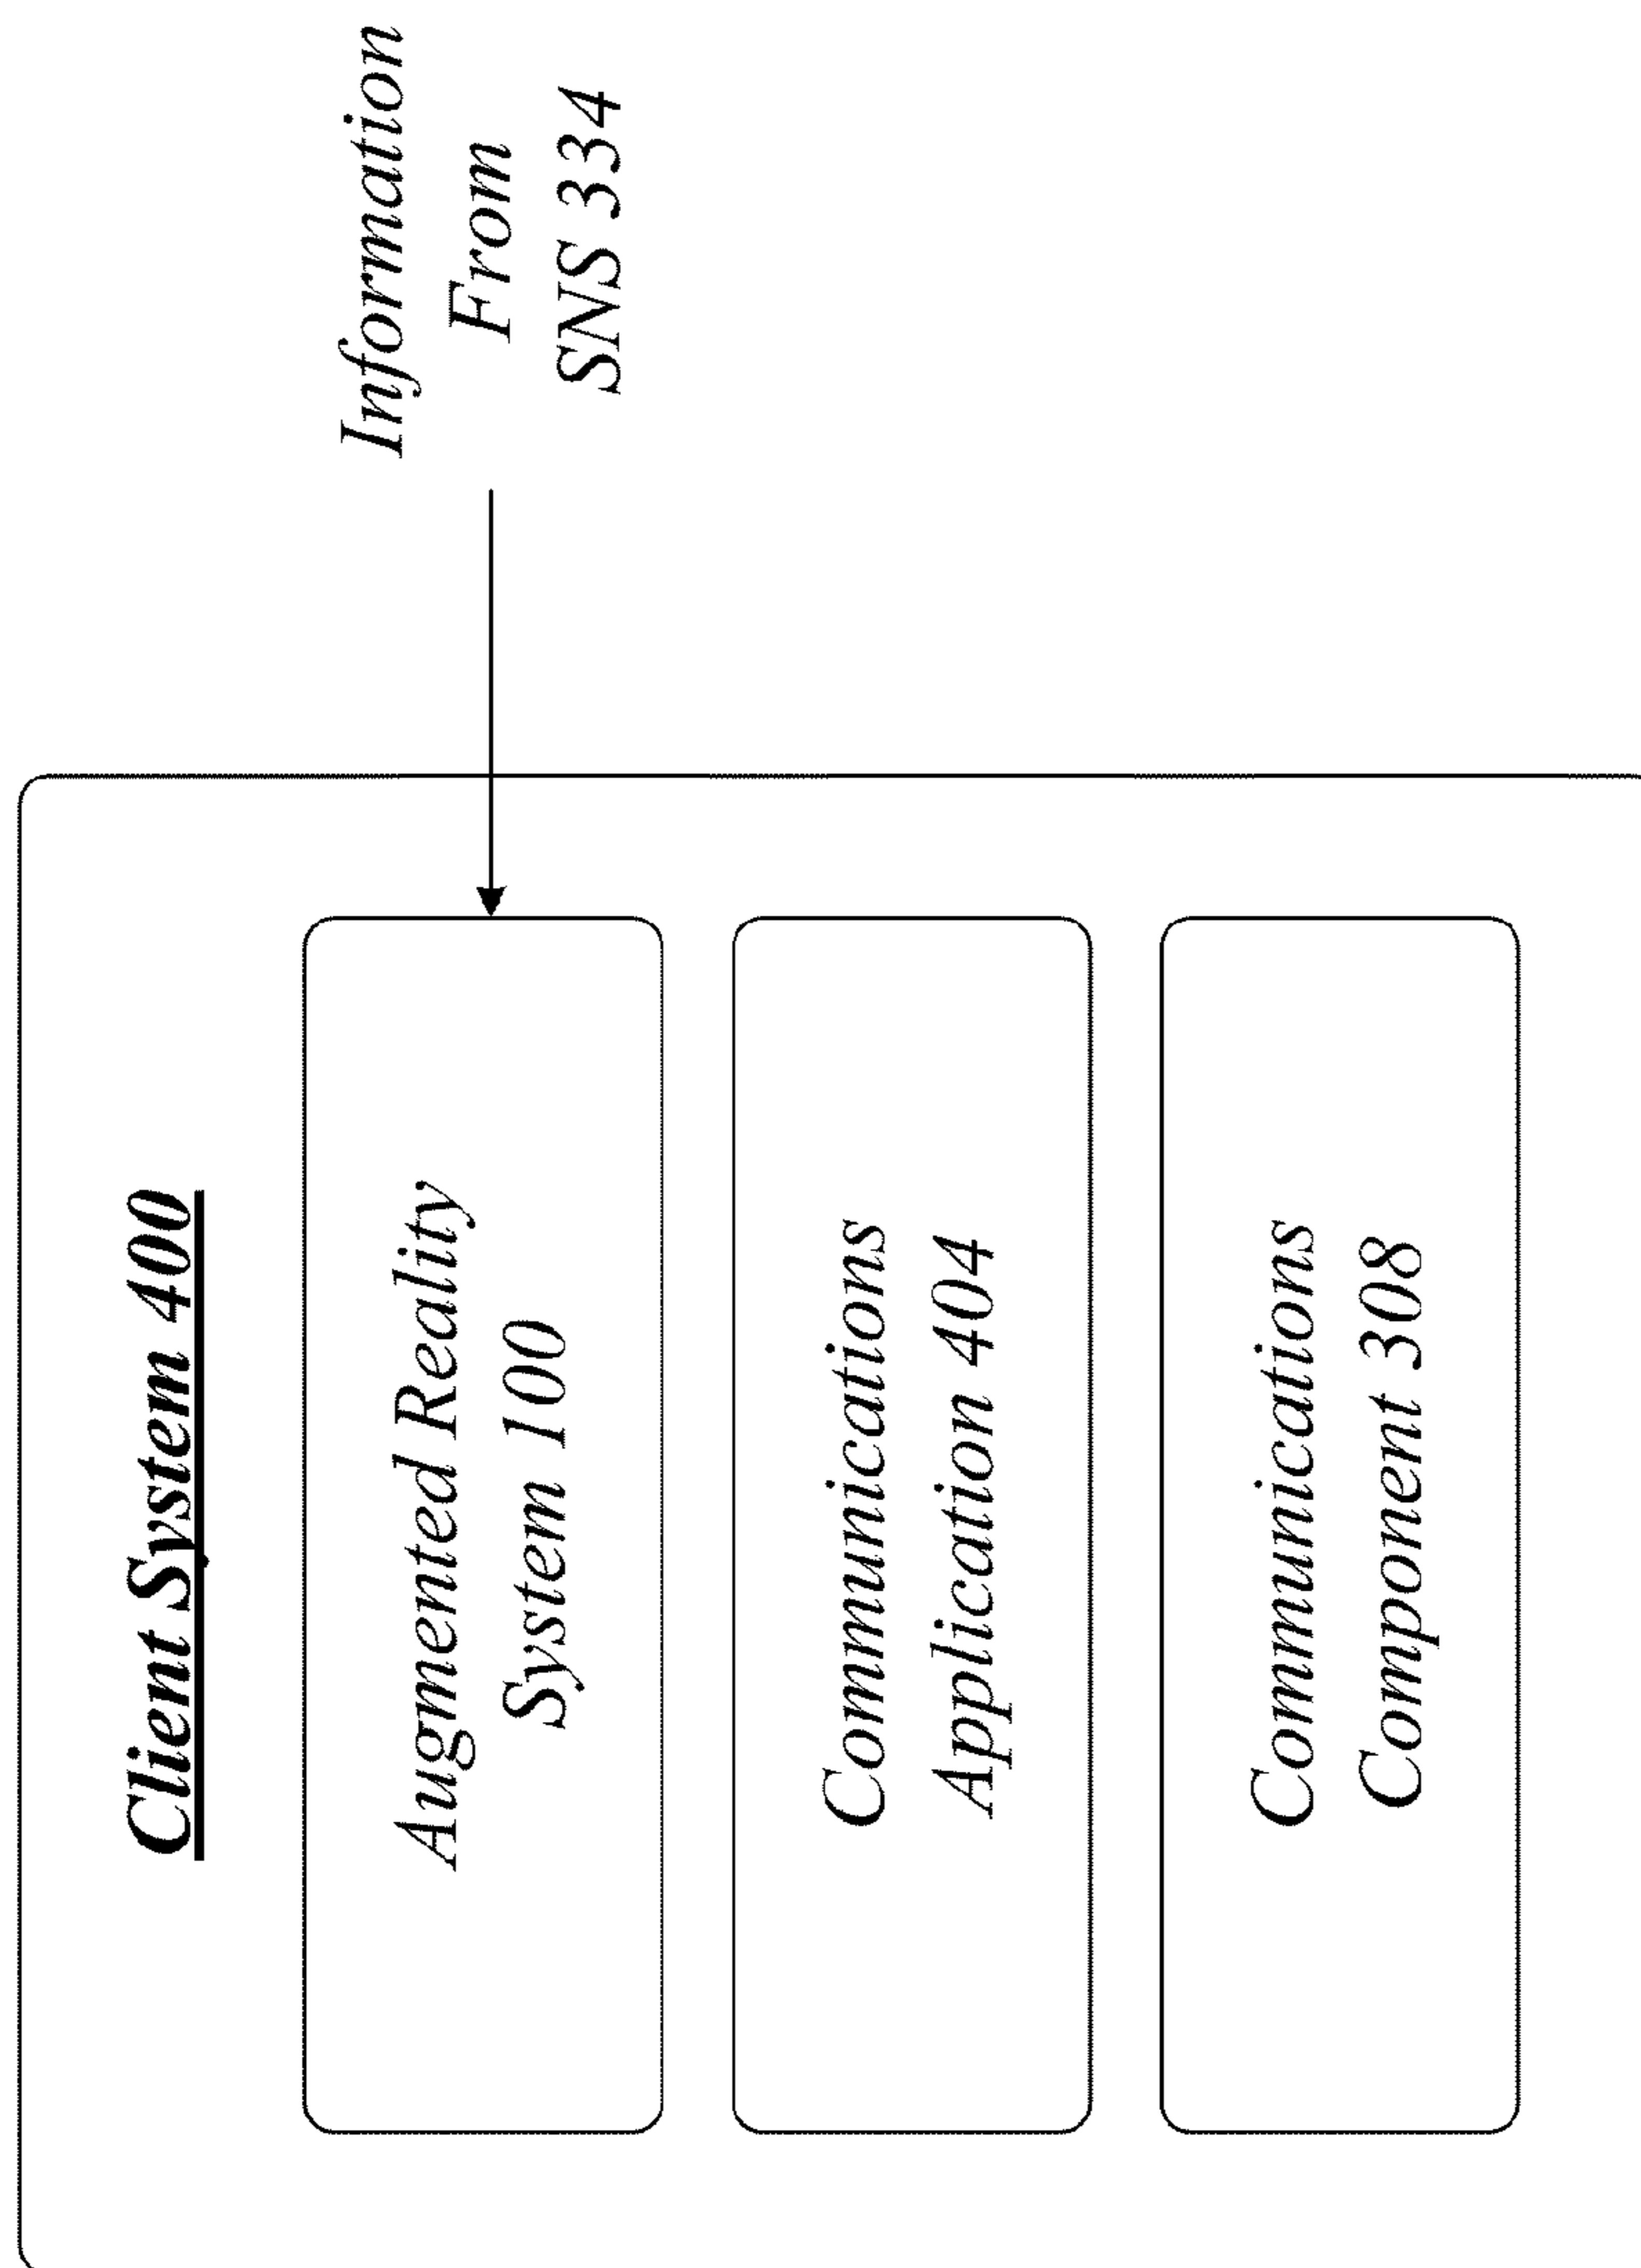 Client System 400
Augmented Reality
System 100
Communications
Application 404
Communications
Component 308
Information
From
SNS 334